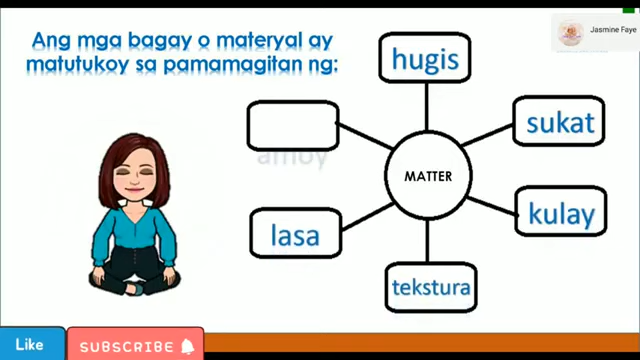 Ang mga bagay o materyal ay
matutukoy sa pamamagitan ng:
Jasmine Faye
hugis
sukat
amoy
MATTER
kulay
lasa
tekstura
Like
SUBSCRIBE